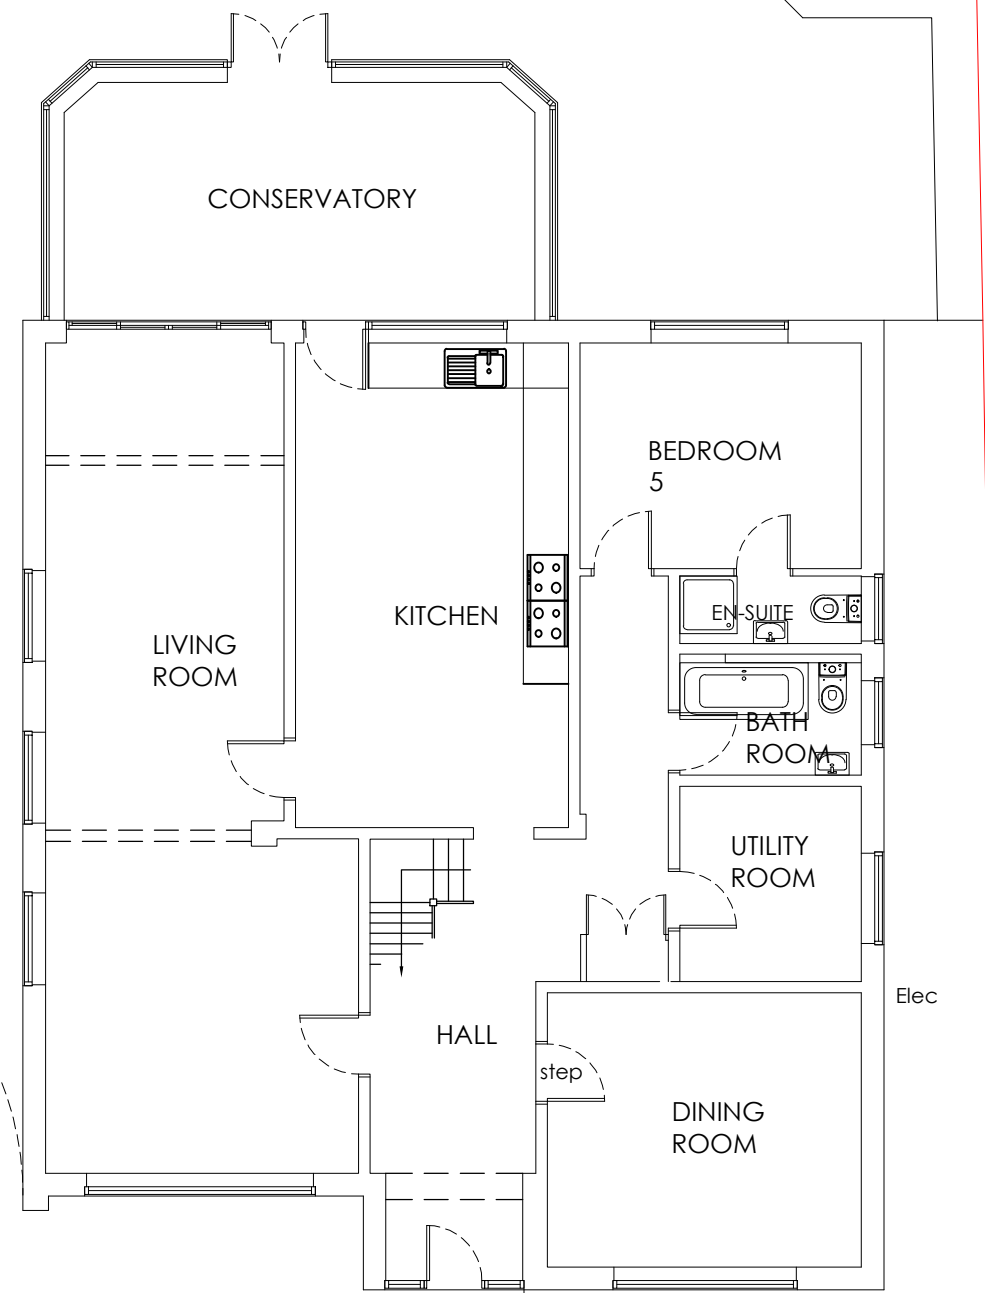 CONSERVATORY
BEDROOM
5
KITCHEN
EN-SUITE
LIVING
ROOM
BATH
ROOM
UTILITY
ROOM
Elec
HALL
step
DINING
ROOM